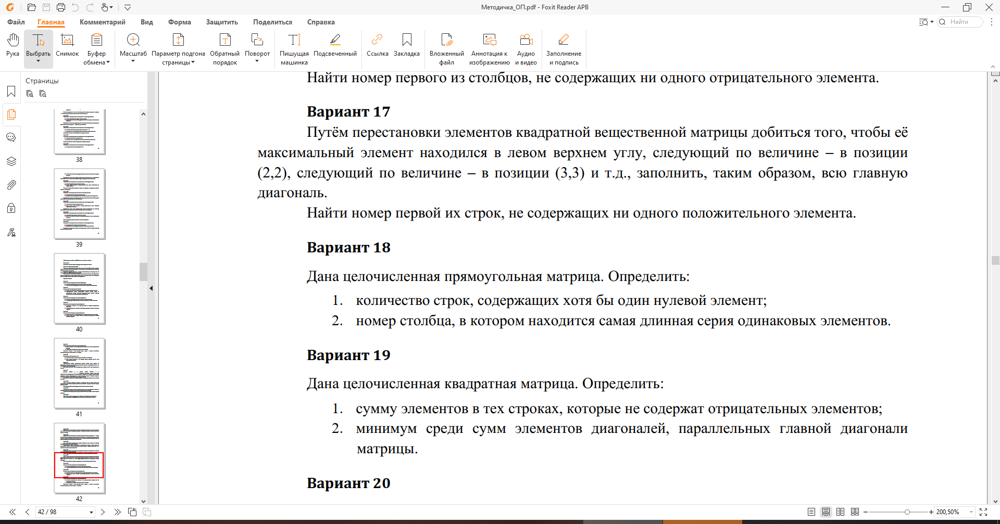 Методичка_ОП.pdf - Foxit Reader APB
Файл Главная Комментарий Вид Форма Защитить Поделиться Справка
Найти
Рука
Выбрать
Снимок
Буфер обмена
Масштаб
Параметр подгона страницы
Обратный порядок
Поворот
Пишущая машинка
Подсвеченный
Ссылка
Закладка
Вложенный файл
Аннотация к изображению
Аудио и видео
Заполнение и подпись
Страницы
38
39
40
41
42
Найти номер первого из столбцов, не содержащих ни одного отрицательного элемента.
Вариант 17
Путём перестановки элементов квадратной вещественной матрицы добиться того, чтобы её
максимальный элемент находился в левом верхнем углу, следующий по величине – в позиции
(2,2), следующий по величине – в позиции (3,3) и т.д., заполнить, таким образом, всю главную
диагональ.
Найти номер первой их строк, не содержащих ни одного положительного элемента.
Вариант 18
Дана целочисленная прямоугольная матрица. Определить:
1. количество строк, содержащих хотя бы один нулевой элемент;
2. номер столбца, в котором находится самая длинная серия одинаковых элементов.
Вариант 19
Дана целочисленная квадратная матрица. Определить:
1. сумму элементов в тех строках, которые не содержат отрицательных элементов;
2. минимум среди сумм элементов диагоналей, параллельных главной диагонали
матрицы.
Вариант 20
42 / 98
200,50%